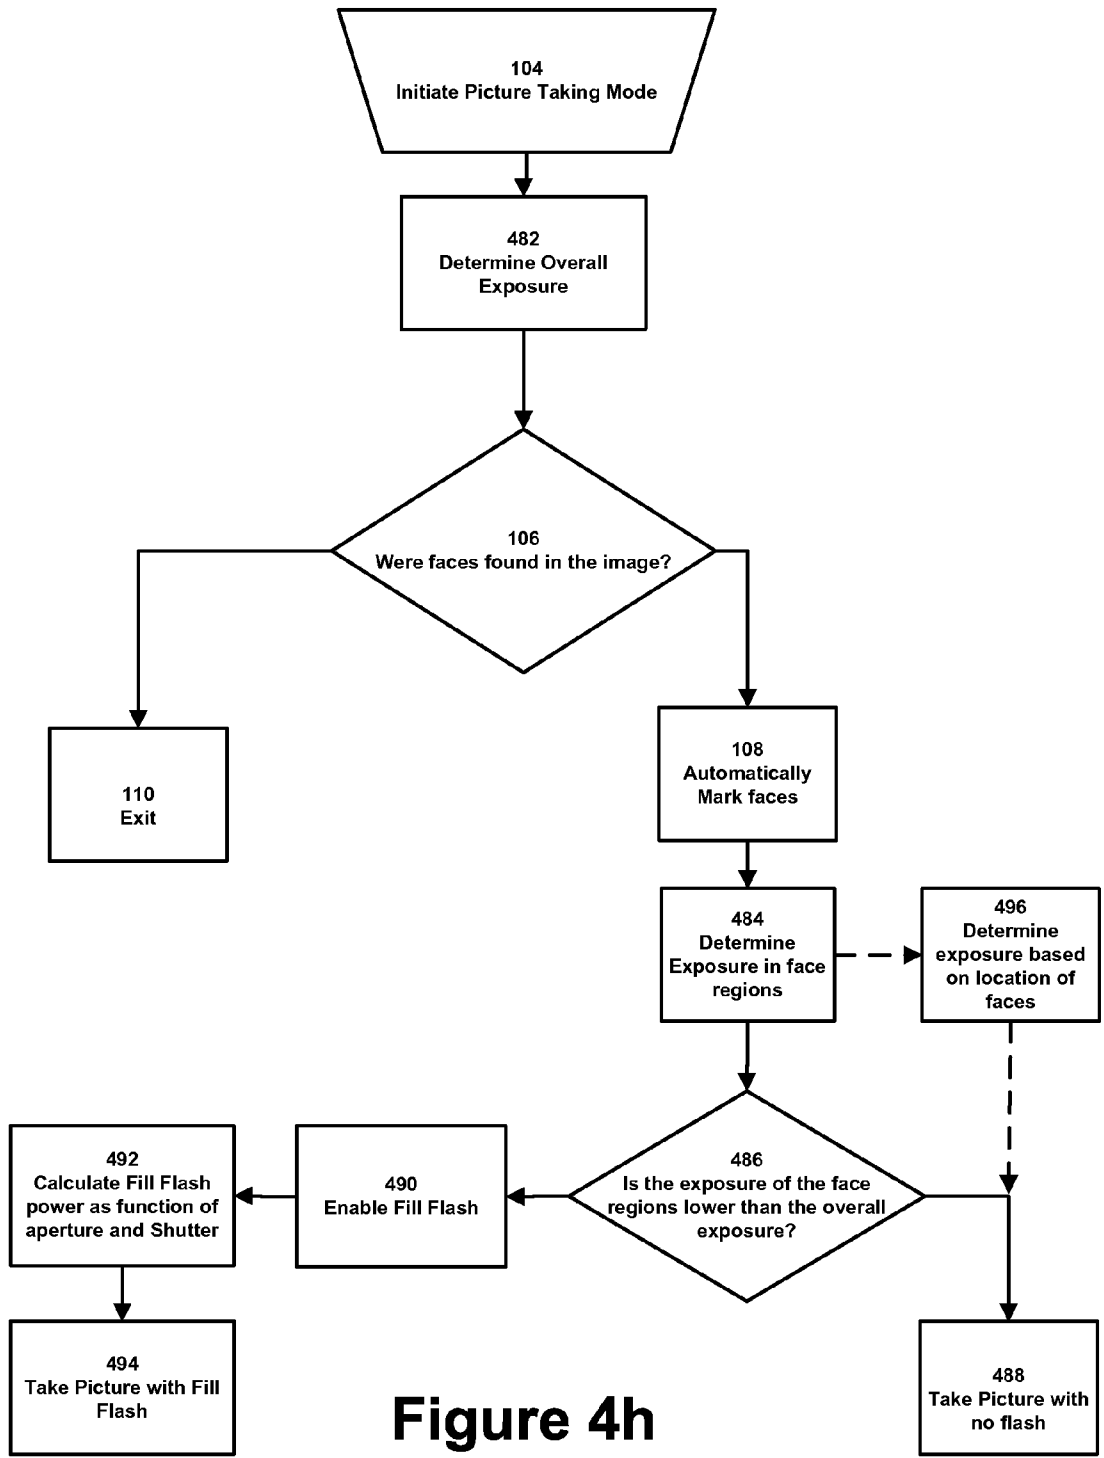 104
Initiate Picture Taking Mode
482
Determine Overall
Exposure
106
Were faces found in the image?
110
Exit
108
Automatically
Mark faces
484
Determine
Exposure in face
regions
496
Determine
exposure based
on location of
faces
486
Is the exposure of the face
regions lower than the overall
exposure?
490
Enable Fill Flash
492
Calculate Fill Flash
power as function of
aperture and Shutter
494
Take Picture with Fill
Flash
488
Take Picture with
no flash
Figure 4h